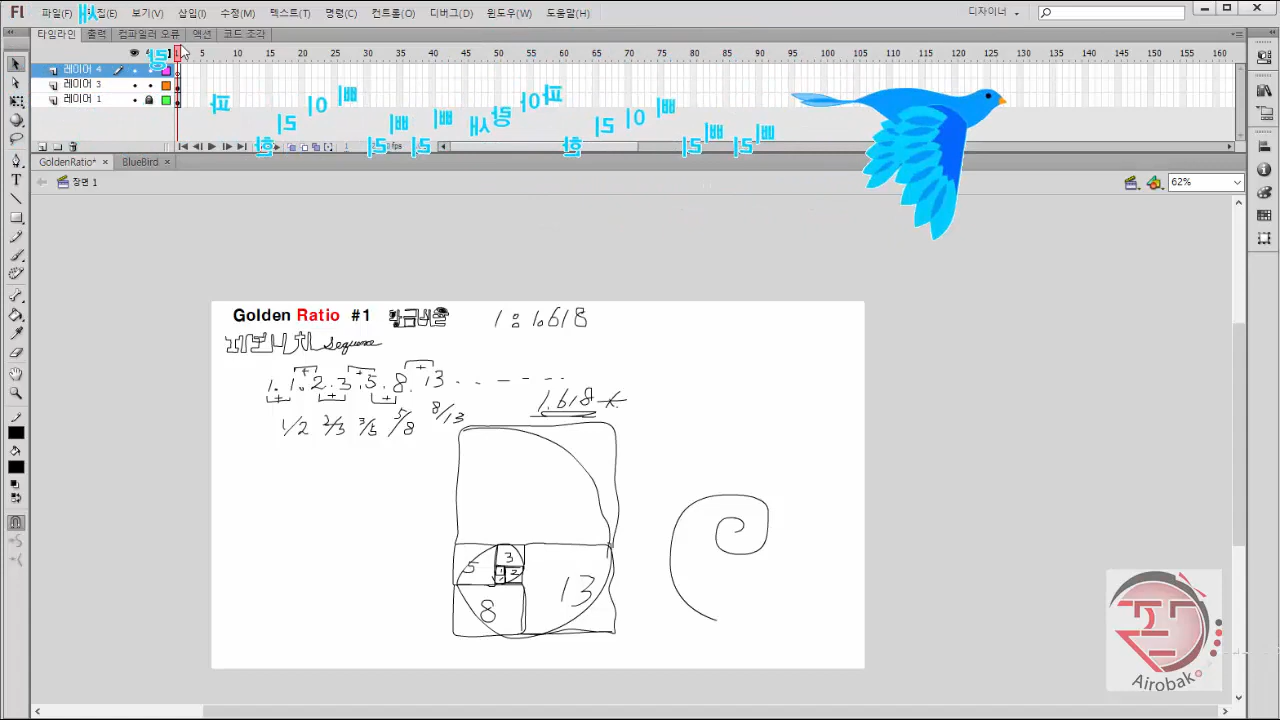 파일(F) 편집(E) 보기(V) 삽입(I) 수정(M) 텍스트(T) 명령(C) 컨트롤(O) 디버그(D) 윈도우(W) 도움말(H) 디자이너
타임라인 출력 컴파일러 오류 액션 코드 조각
5 10 15 20 25 30 35 40 45 50 55 60 65 70 75 80 85 90 95 100 105 110 115 120 125 130 135 140 145 150 155 160 165
레이어 4
레이어 3
레이어 1
1 fps
GoldenRatio* × BlueBird ×
장면 1 62%
Golden Ratio #1 황금비율 1:1.618
피보나치 Sequence
1. 1. 2. 3. 5. 8. 13
1.618
1/2 2/3 3/5 5/8 8/13
5 3 2 1 1
8 13
Airobak